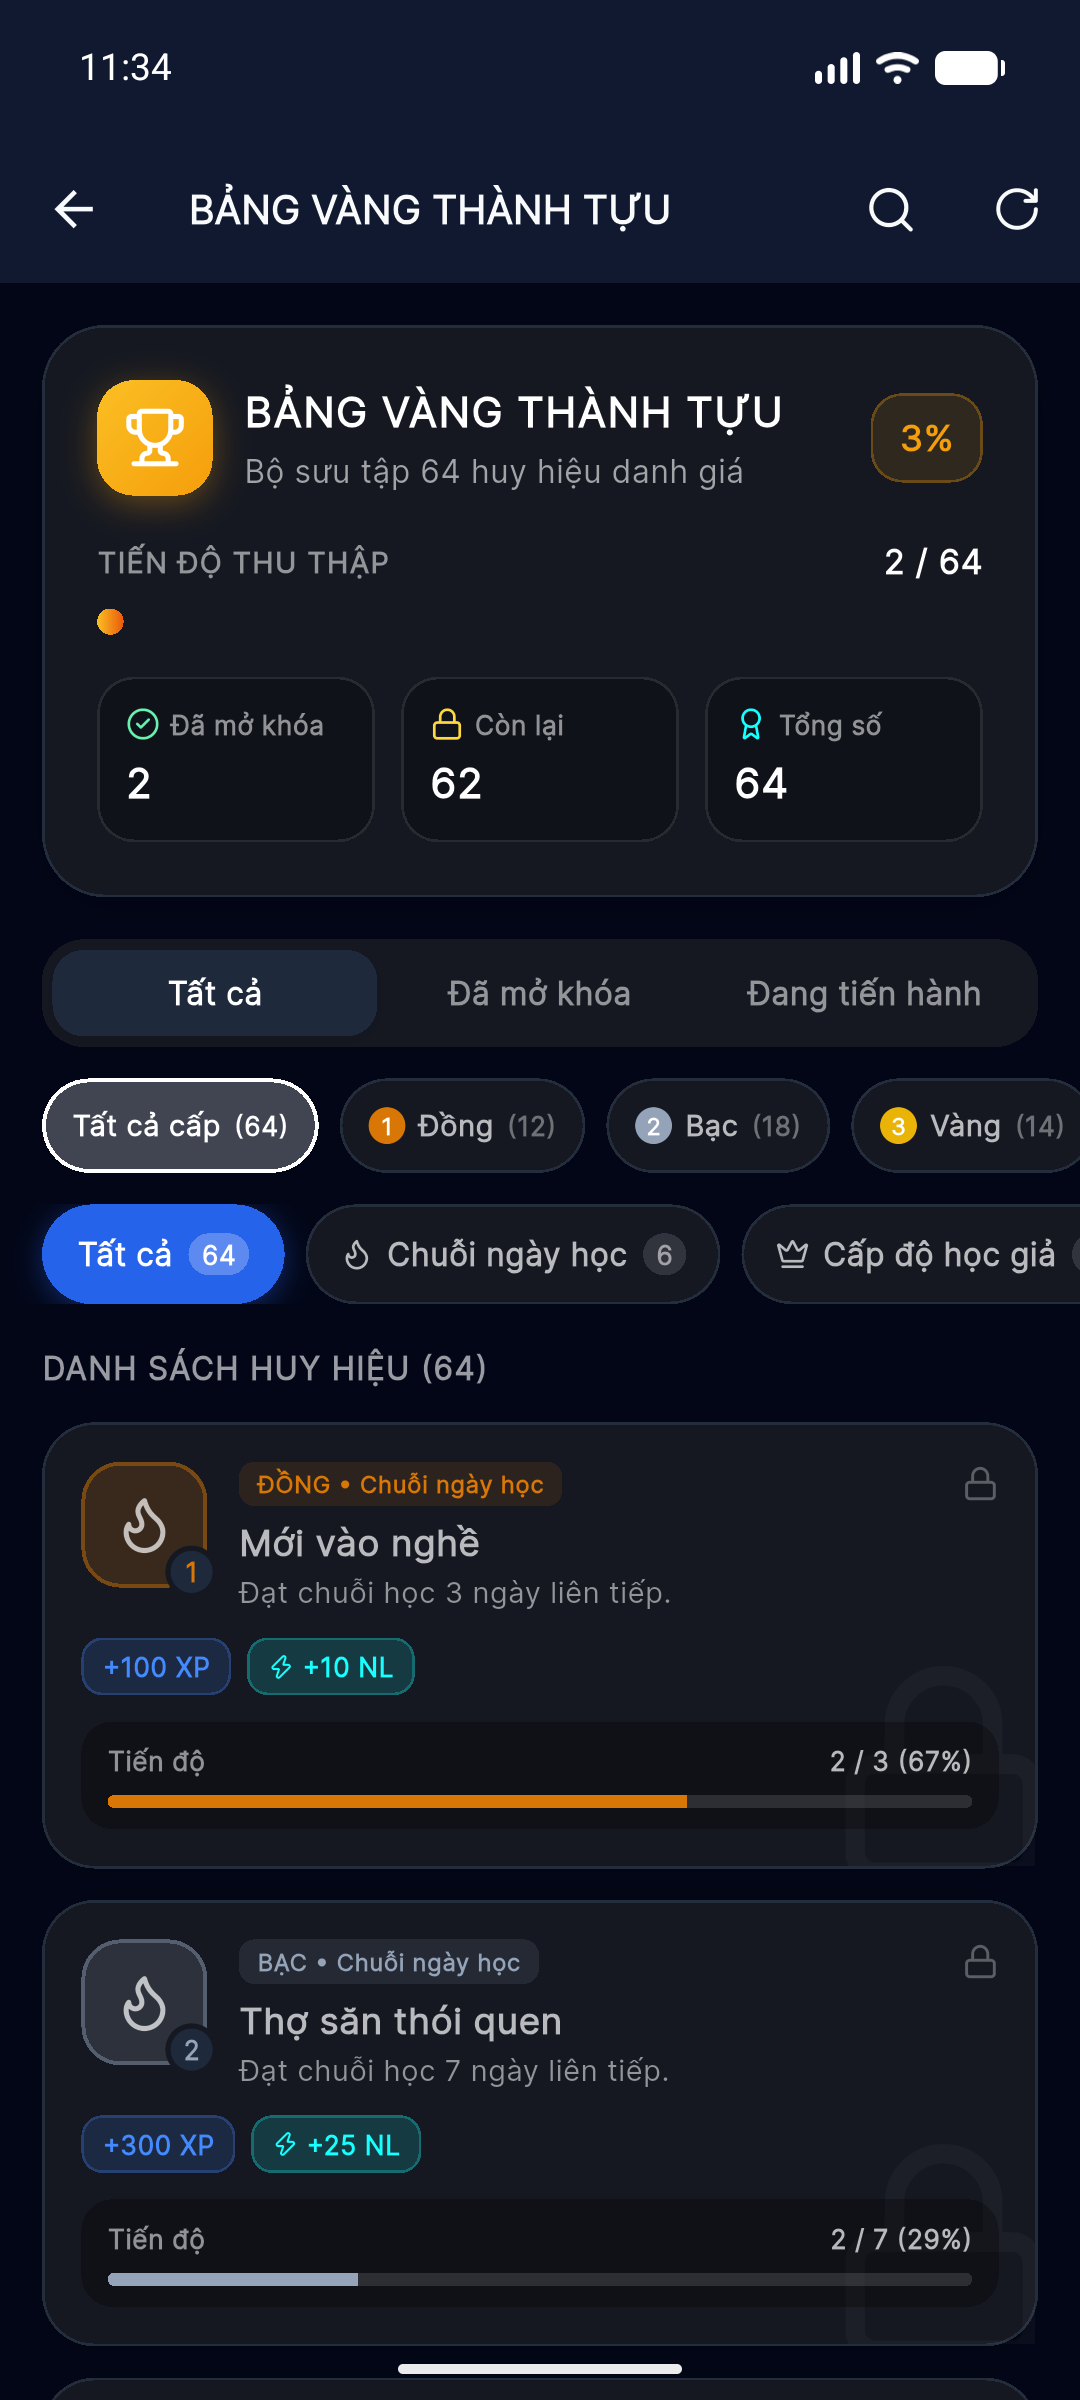 11:34
BẢNG VÀNG THÀNH TỰU
BẢNG VÀNG THÀNH TỰU
Bộ sưu tập 64 huy hiệu danh giá
3%
TIẾN ĐỘ THU THẬP
2 / 64
Đã mở khóa
2
Còn lại
62
Tổng số
64
Tất cả
Đã mở khóa
Đang tiến hành
Tất cả cấp (64)
1 Đồng (12)
2 Bạc (18)
3 Vàng (14)
Tất cả 64
Chuỗi ngày học 6
Cấp độ học giả
DANH SÁCH HUY HIỆU (64)
ĐỒNG • Chuỗi ngày học
Mới vào nghề
Đạt chuỗi học 3 ngày liên tiếp.
1
+100 XP
+10 NL
Tiến độ
2 / 3 (67%)
BẠC • Chuỗi ngày học
Thợ săn thói quen
Đạt chuỗi học 7 ngày liên tiếp.
2
+300 XP
+25 NL
Tiến độ
2 / 7 (29%)